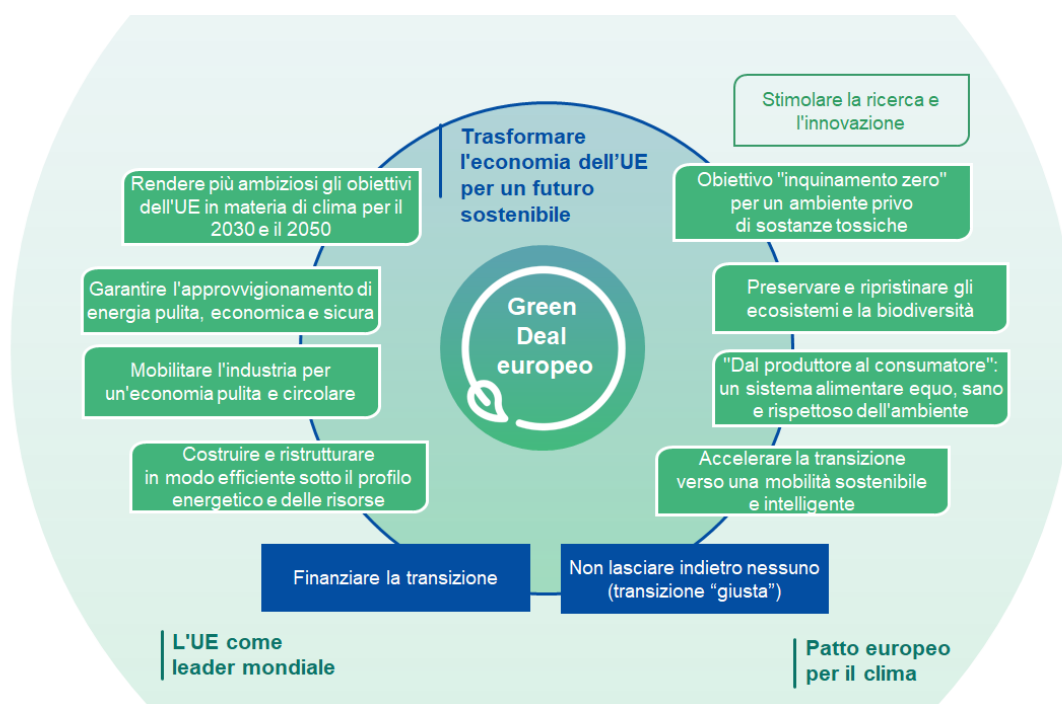 Stimolare la ricerca e
l'innovazione
Trasformare
l'economia dell'UE
per un futuro
sostenibile
Rendere più ambiziosi gli obiettivi
dell'UE in materia di clima per il
2030 e il 2050
Obiettivo "inquinamento zero"
per un ambiente privo
di sostanze tossiche
Garantire l'approvvigionamento di
energia pulita, economica e sicura
Preservare e ripristinare gli
ecosistemi e la biodiversità
Green
Deal
europeo
Mobilitare l'industria per
un'economia pulita e circolare
"Dal produttore al consumatore":
un sistema alimentare equo, sano
e rispettoso dell'ambiente
Costruire e ristrutturare
in modo efficiente sotto il profilo
energetico e delle risorse
Accelerare la transizione
verso una mobilità sostenibile
e intelligente
Finanziare la transizione
Non lasciare indietro nessuno
(transizione “giusta”)
L'UE come
leader mondiale
Patto europeo
per il clima